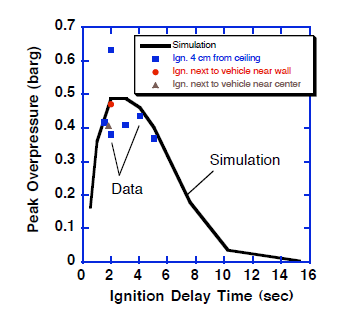 0.7
0.6
0.5
0.4
0.3
0.2
0.1
0
Peak Overpressure (barg)
Simulation
Ign. 4 cm from ceiling
Ign. next to vehicle near wall
Ign. next to vehicle near center
Simulation
Data
0 2 4 6 8 10 12 14 16
Ignition Delay Time (sec)